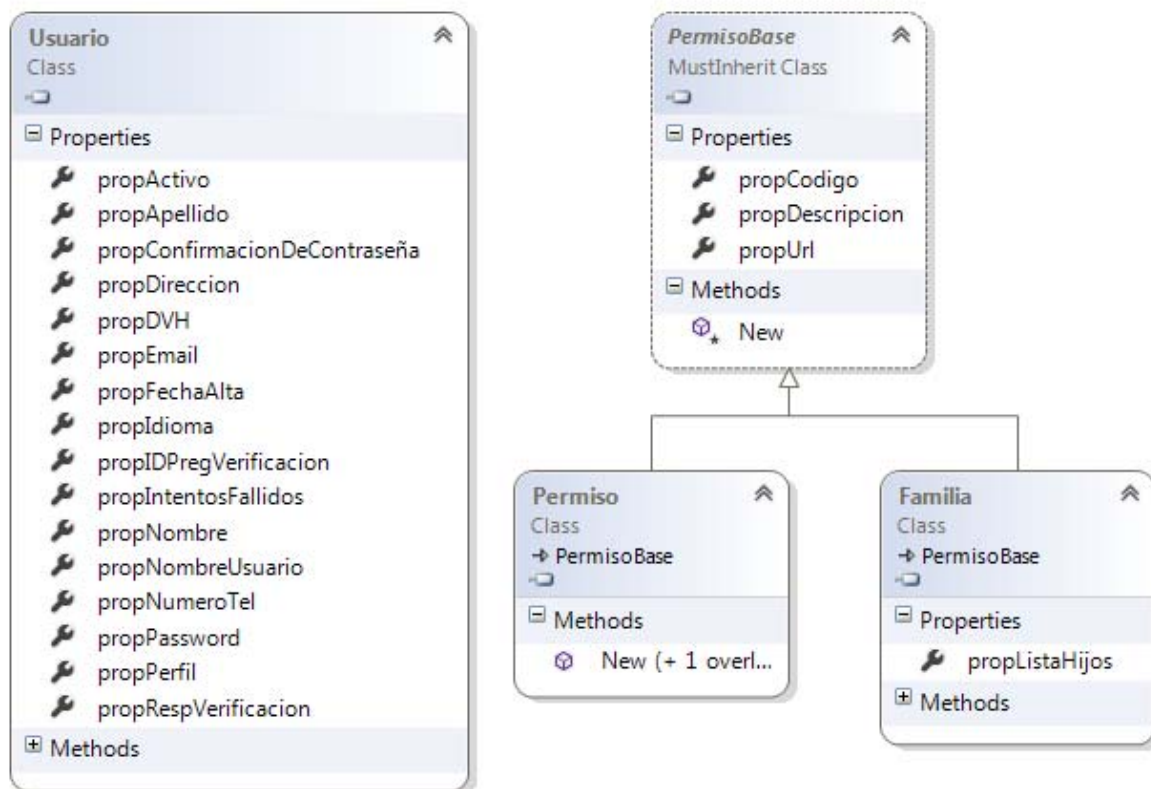 Usuario
Class
Properties
propActivo
propApellido
propConfirmacionDeContraseña
propDireccion
propDVH
propEmail
propFechaAlta
propIdioma
propIDPregVerificacion
propIntentosFallidos
propNombre
propNombreUsuario
propNumeroTel
propPassword
propPerfil
propRespVerificacion
Methods
PermisoBase
MustInherit Class
Properties
propCodigo
propDescripcion
propUrl
Methods
New
Permiso
Class
PermisoBase
Methods
New (+ 1 overl...
Familia
Class
PermisoBase
Properties
propListaHijos
Methods